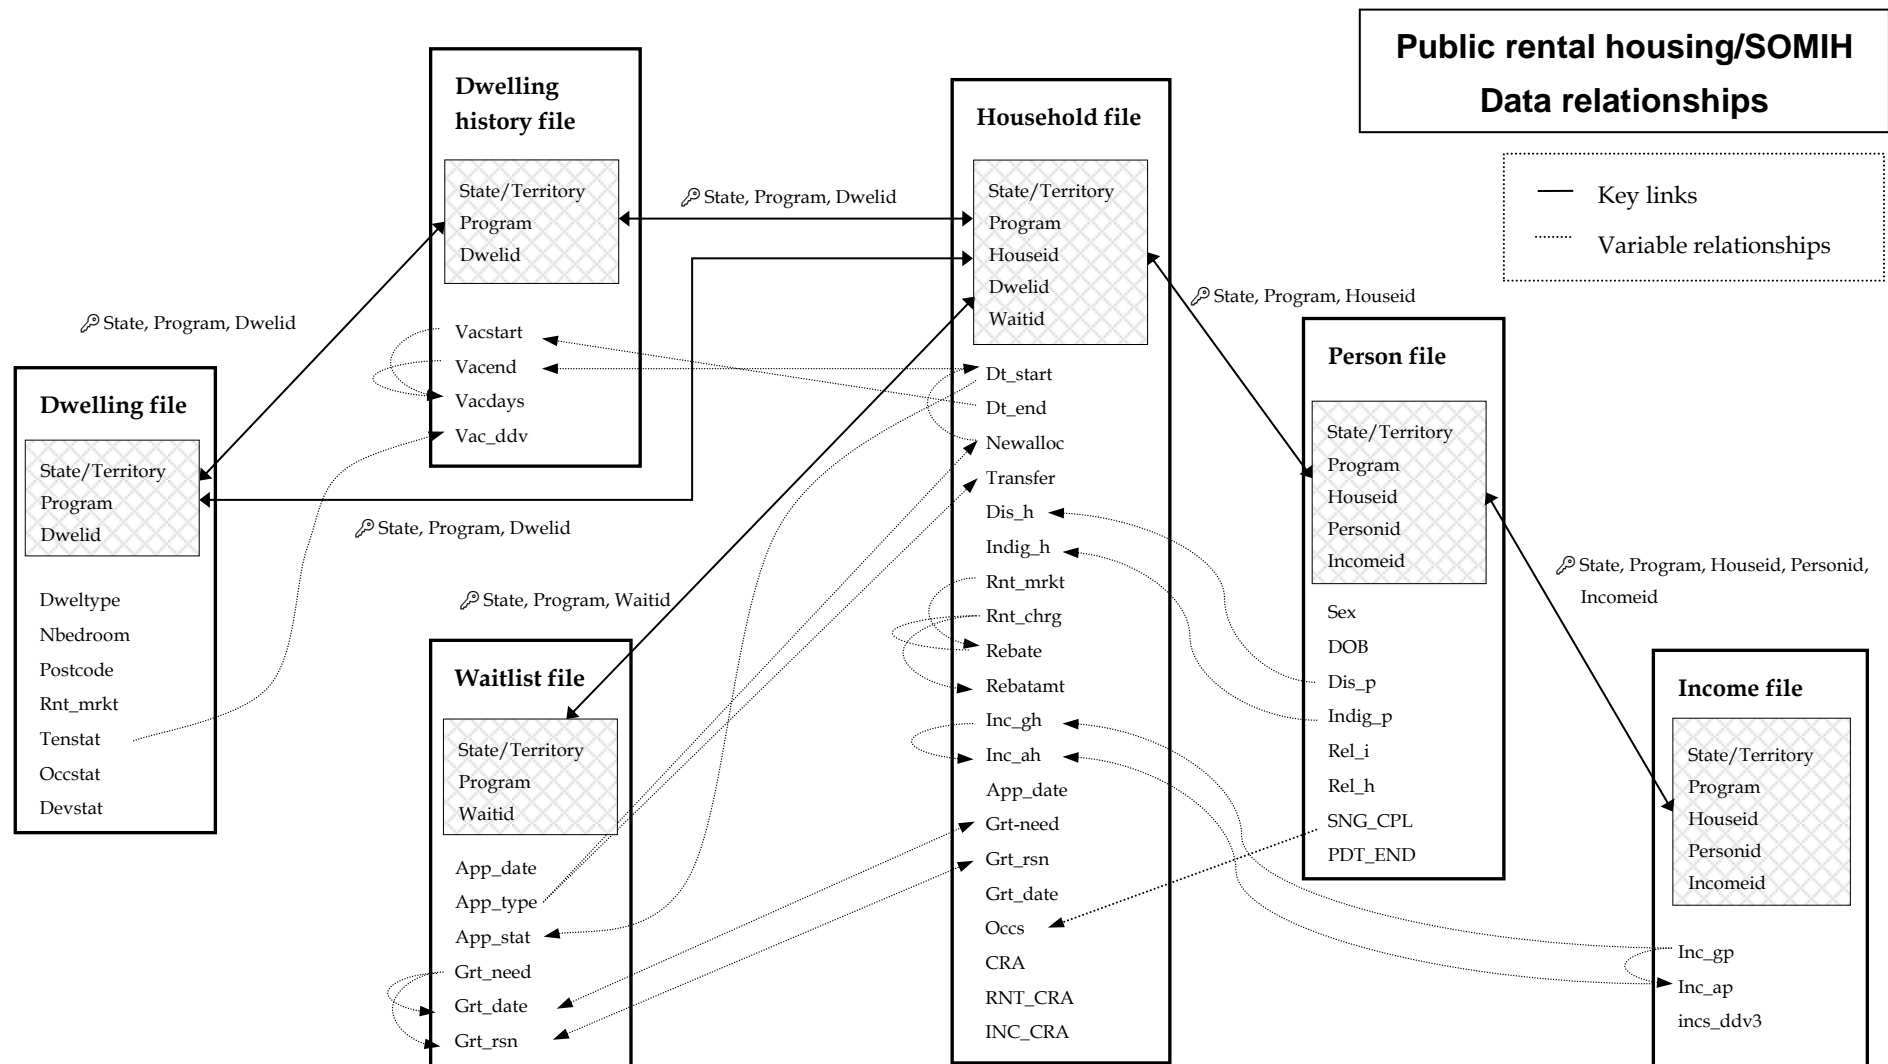 Public rental housing/SOMIH
Data relationships
Key links
Variable relationships
Dwelling
history file
State/Territory
Program
Dwelid
Vacstart
Vacend
Vacdays
Vac_ddv
State, Program, Dwelid
State, Program, Dwelid
State, Program, Dwelid
State, Program, Waitid
Dwelling file
State/Territory
Program
Dwelid
Dweltype
Nbedroom
Postcode
Rnt_mrkt
Tenstat
Occstat
Devstat
Waitlist file
State/Territory
Program
Waitid
App_date
App_type
App_stat
Grt_need
Grt_date
Grt_rsn
Household file
State/Territory
Program
Houseid
Dwelid
Waitid
Dt_start
Dt_end
Newalloc
Transfer
Dis_h
Indig_h
Rnt_mrkt
Rnt_chrg
Rebate
Rebatamt
Inc_gh
Inc_ah
App_date
Grt-need
Grt_rsn
Grt_date
Occs
CRA
RNT_CRA
INC_CRA
State, Program, Houseid
Person file
State/Territory
Program
Houseid
Personid
Incomeid
Sex
DOB
Dis_p
Indig_p
Rel_i
Rel_h
SNG_CPL
PDT_END
State, Program, Houseid, Personid,
Incomeid
Income file
State/Territory
Program
Houseid
Personid
Incomeid
Inc_gp
Inc_ap
incs_ddv3